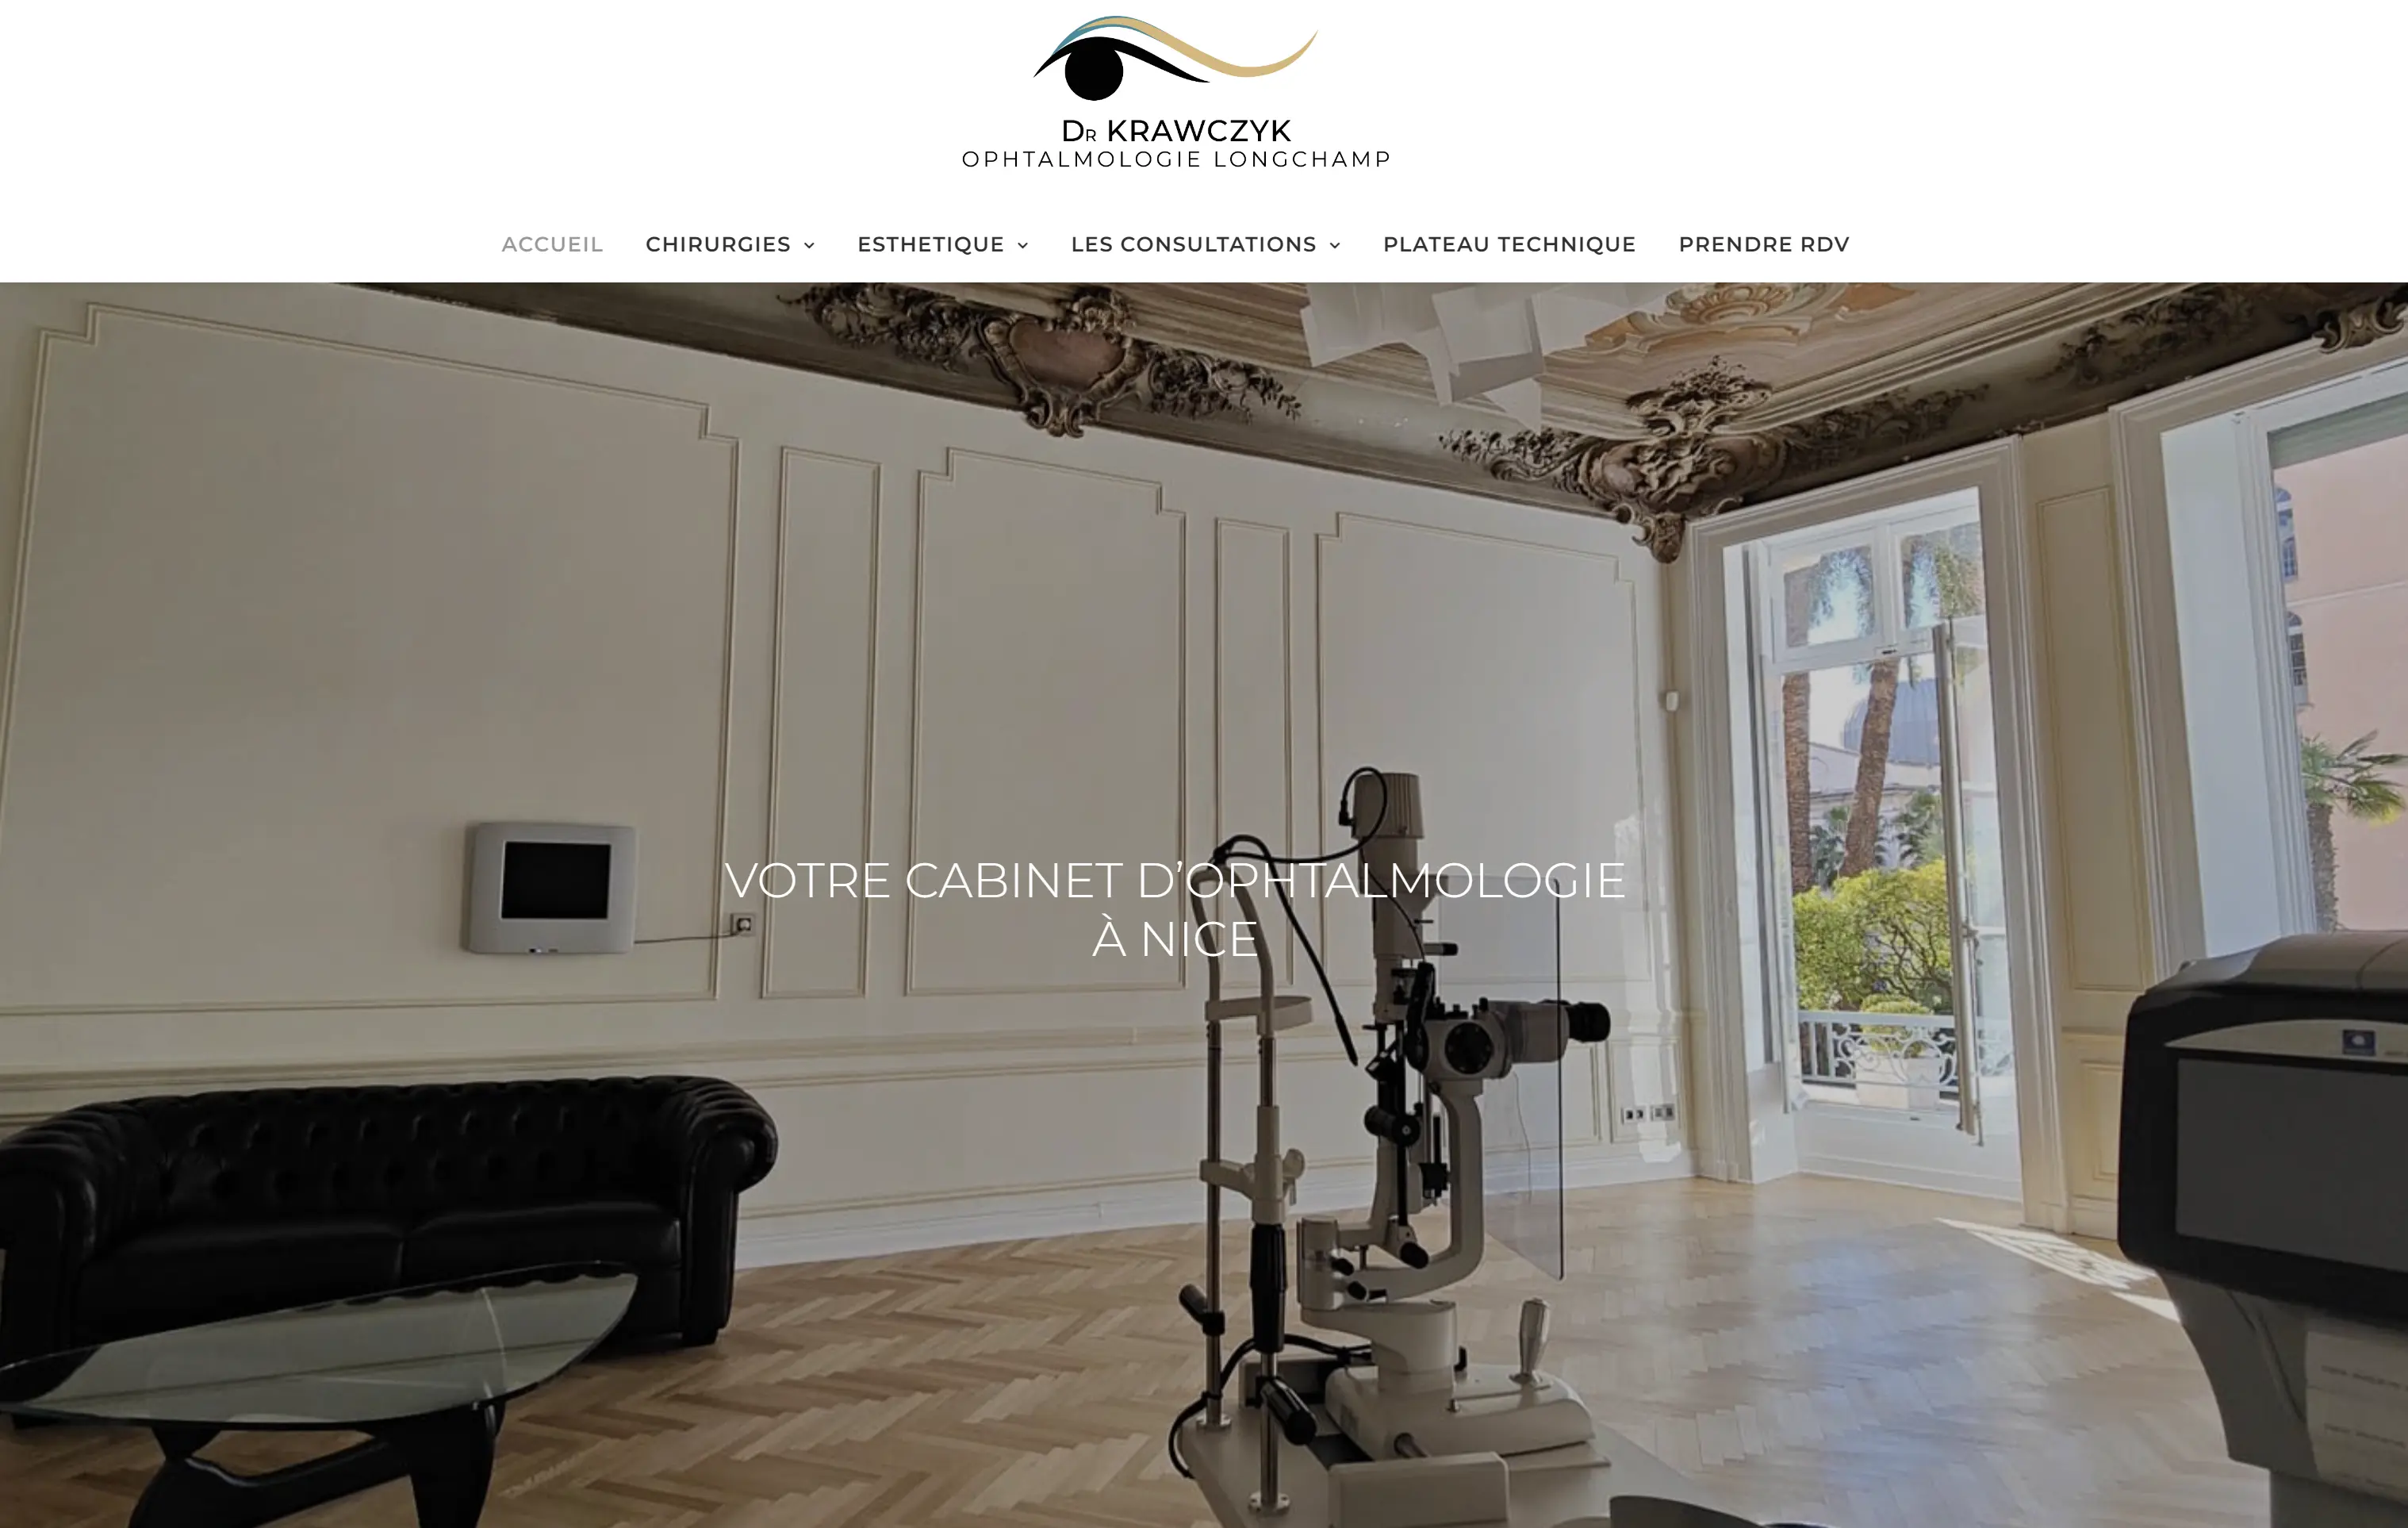 DR KRAWCZYK
OPHTALMOLOGIE LONGCHAMP
ACCUEIL CHIRURGIES ESTHETIQUE LES CONSULTATIONS PLATEAU TECHNIQUE PRENDRE RDV
VOTRE CABINET D’OPHTALMOLOGIE
À NICE